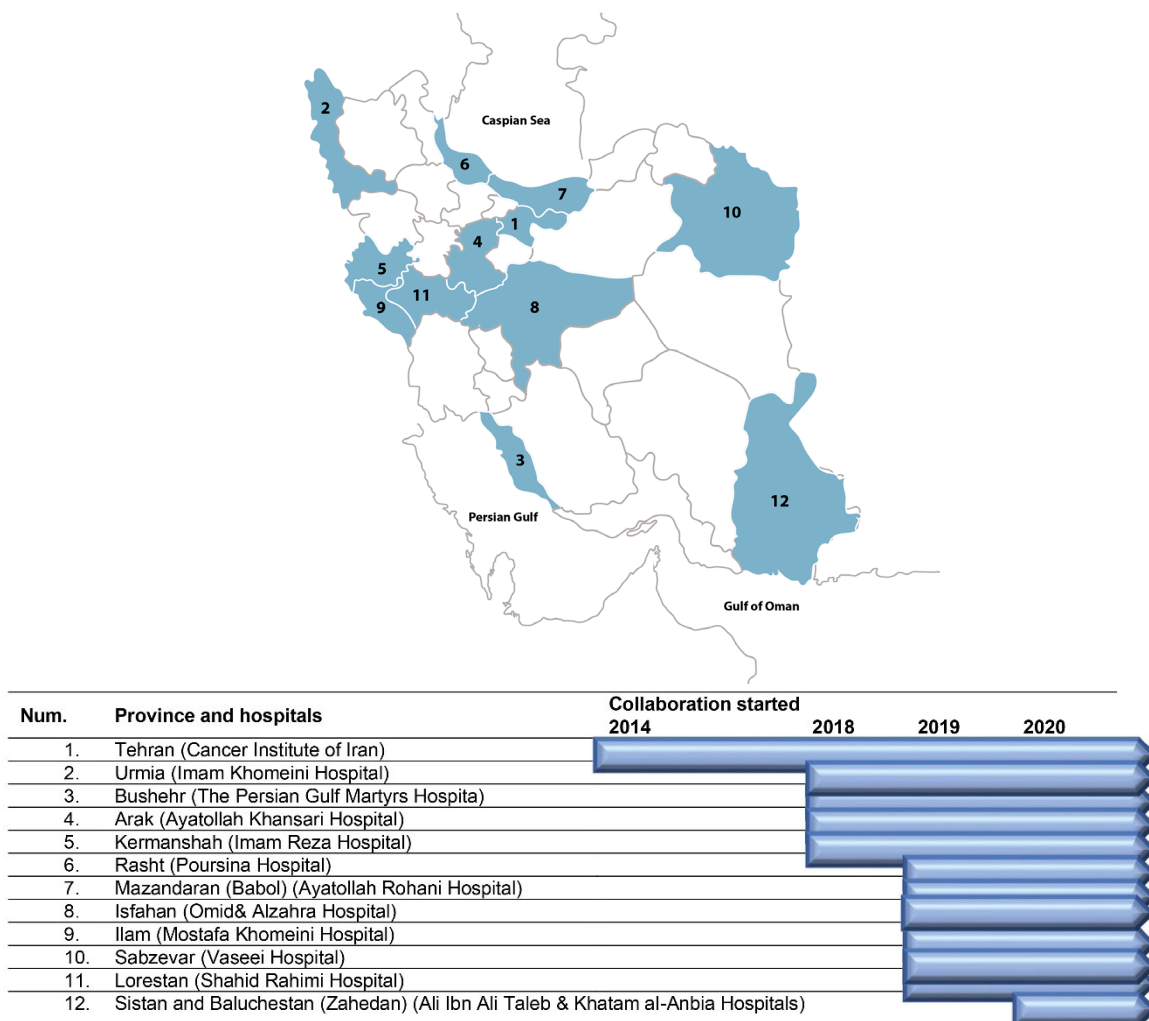 Caspian Sea
2
6
7
10
1
4
5
11
9
8
3
12
Persian Gulf
Gulf of Oman
Num. Province and hospitals Collaboration started
2014 2018 2019 2020
1. Tehran (Cancer Institute of Iran)
2. Urmia (Imam Khomeini Hospital)
3. Bushehr (The Persian Gulf Martyrs Hospita)
4. Arak (Ayatollah Khansari Hospital)
5. Kermanshah (Imam Reza Hospital)
6. Rasht (Poursina Hospital)
7. Mazandaran (Babol) (Ayatollah Rohani Hospital)
8. Isfahan (Omid& Alzahra Hospital)
9. Ilam (Mostafa Khomeini Hospital)
10. Sabzevar (Vaseei Hospital)
11. Lorestan (Shahid Rahimi Hospital)
12. Sistan and Baluchestan (Zahedan) (Ali Ibn Ali Taleb & Khatam al-Anbia Hospitals)